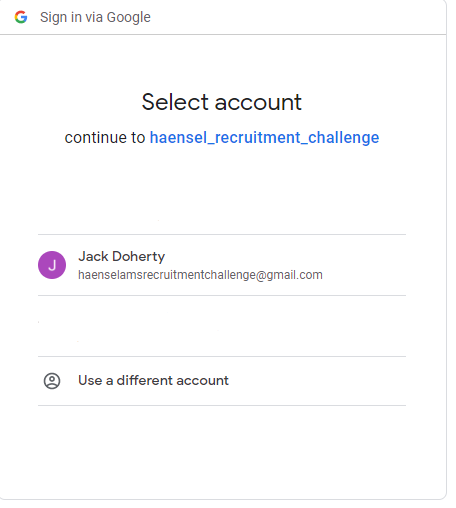 Sign in via Google
Select account
continue to haensel_recruitment_challenge
J
Jack Doherty
haenselamsrecruitmentchallenge@gmail.com
Use a different account